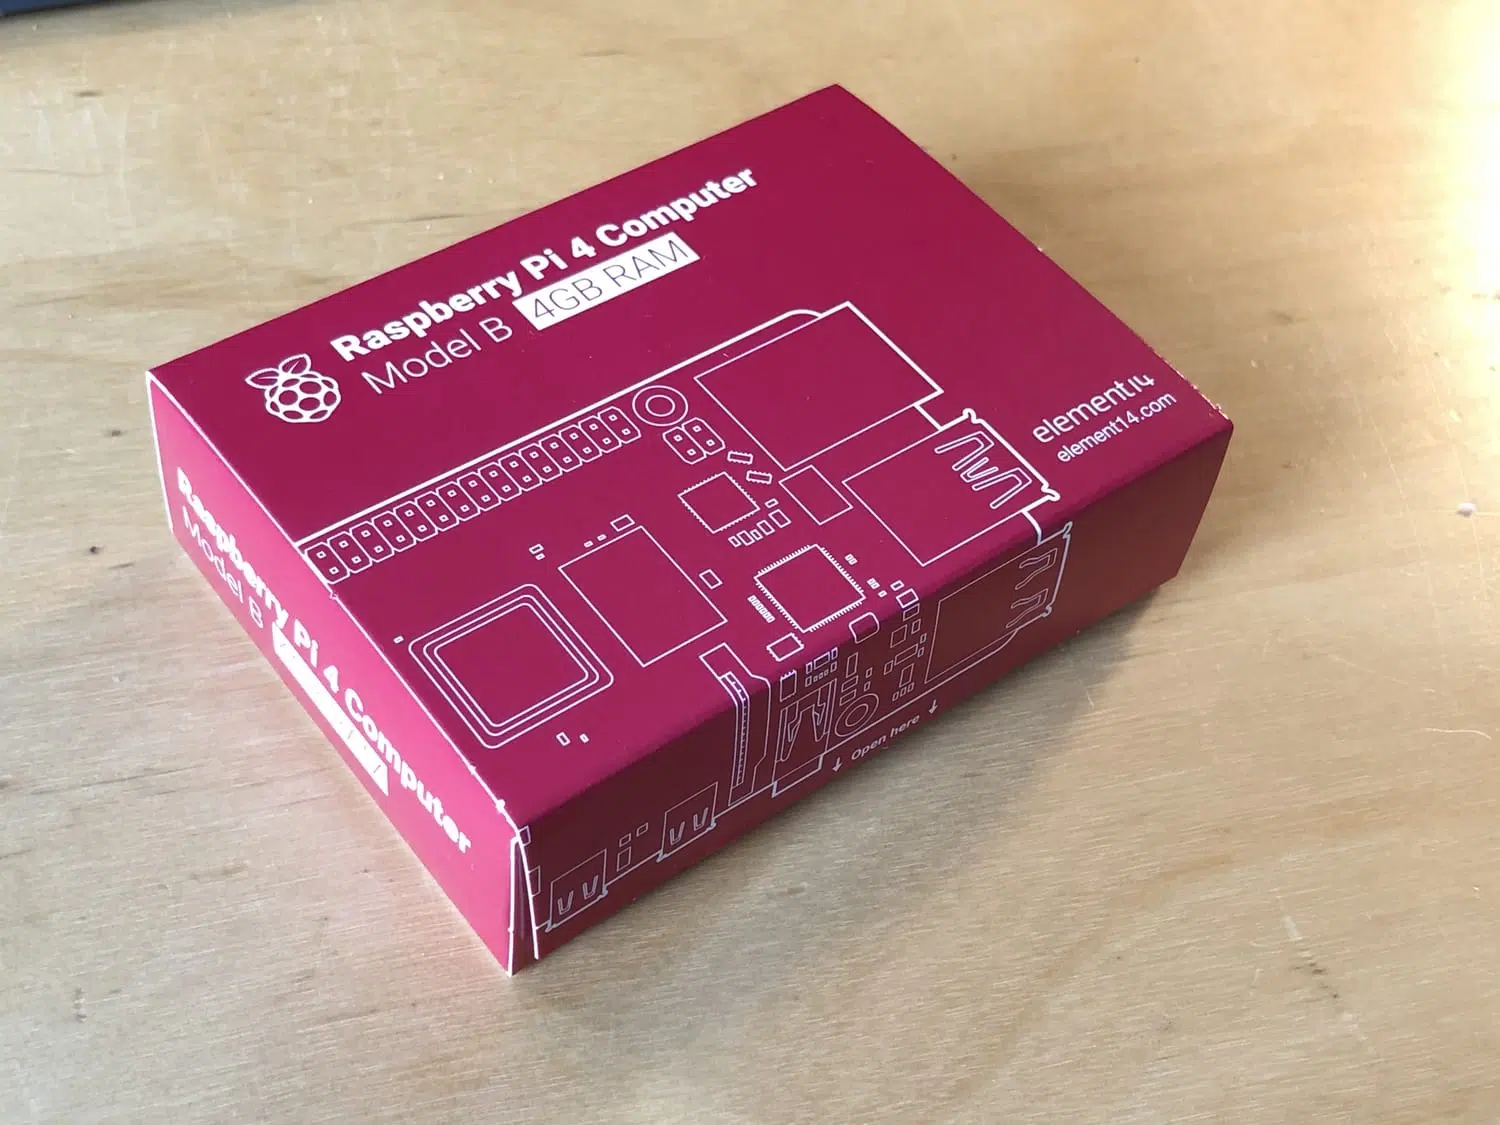 Raspberry Pi 4 Computer
Model B 4GB RAM
element14
element14.com
Raspberry Pi 4 Computer
Model B
↓ Open here ↓